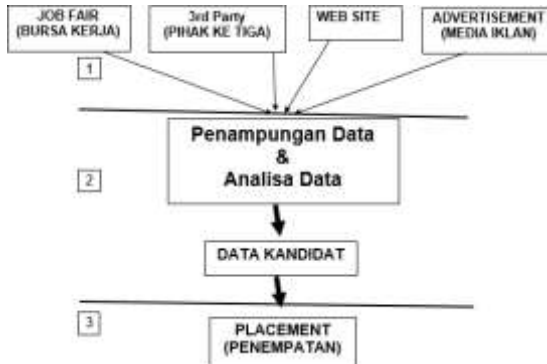 JOB FAIR
(BURSA KERJA)
3rd Party
(PIHAK KE TIGA)
WEB SITE
ADVERTISEMENT
(MEDIA IKLAN)
1
Penampungan Data
&
Analisa Data
2
DATA KANDIDAT
3
PLACEMENT
(PENEMPATAN)